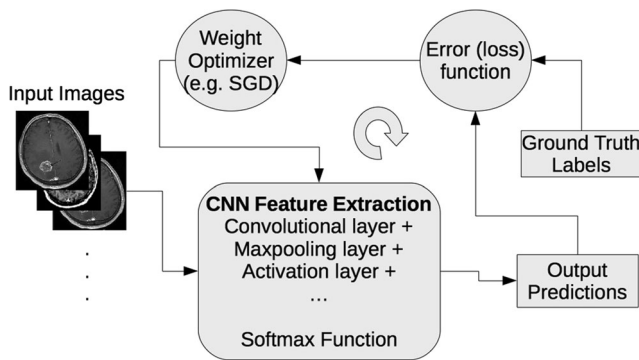 Weight
Optimizer
(e.g. SGD)
Error (loss)
function
Input Images
Ground Truth
Labels
CNN Feature Extraction
Convolutional layer +
Maxpooling layer +
Activation layer +
...
Softmax Function
Output
Predictions